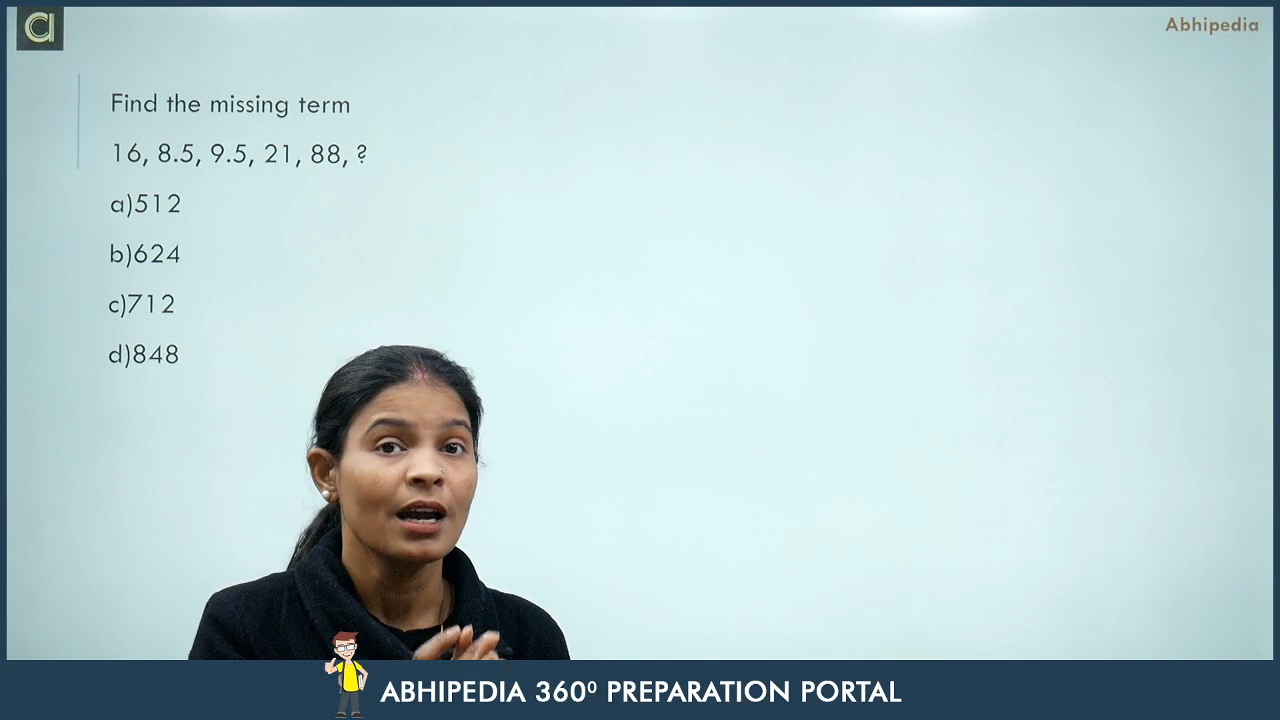 a
Abhipedia
Find the missing term
16, 8.5, 9.5, 21, 88, ?
a)512
b)624
c)712
d)848
ABHIPEDIA 360⁰ PREPARATION PORTAL